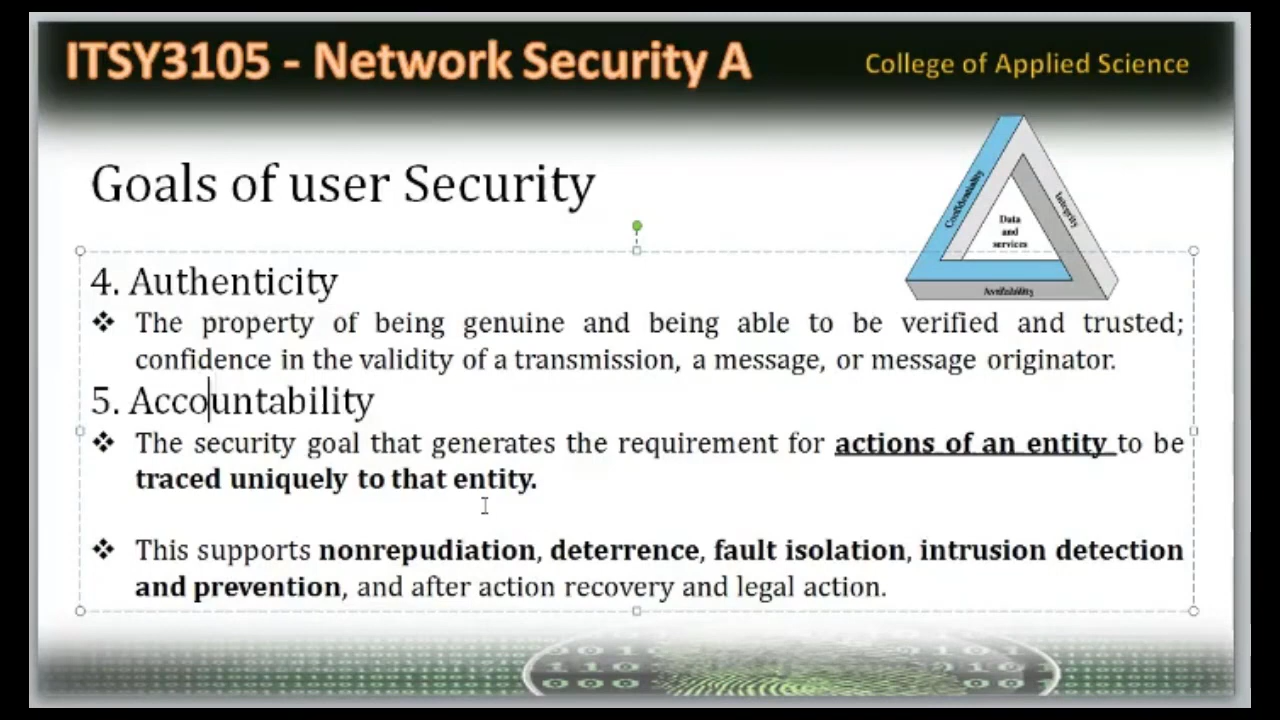 ITSY3105 - Network Security A
College of Applied Science
Goals of user Security
Confidentiality
Integrity
Data
and
services
Availability
4. Authenticity
❖ The property of being genuine and being able to be verified and trusted;
confidence in the validity of a transmission, a message, or message originator.
5. Accountability
❖ The security goal that generates the requirement for actions of an entity to be
traced uniquely to that entity.
❖ This supports nonrepudiation, deterrence, fault isolation, intrusion detection
and prevention, and after action recovery and legal action.